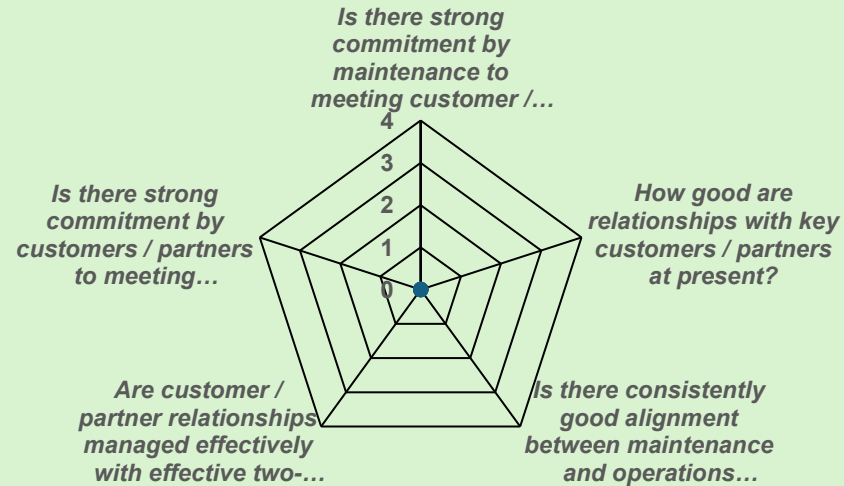 Is there strong
commitment by
maintenance to
meeting customer /…
4
3
2
1
0
How good are
relationships with key
customers / partners
at present?
Is there consistently
good alignment
between maintenance
and operations…
Are customer /
partner relationships
managed effectively
with effective two-…
Is there strong
commitment by
customers / partners
to meeting…